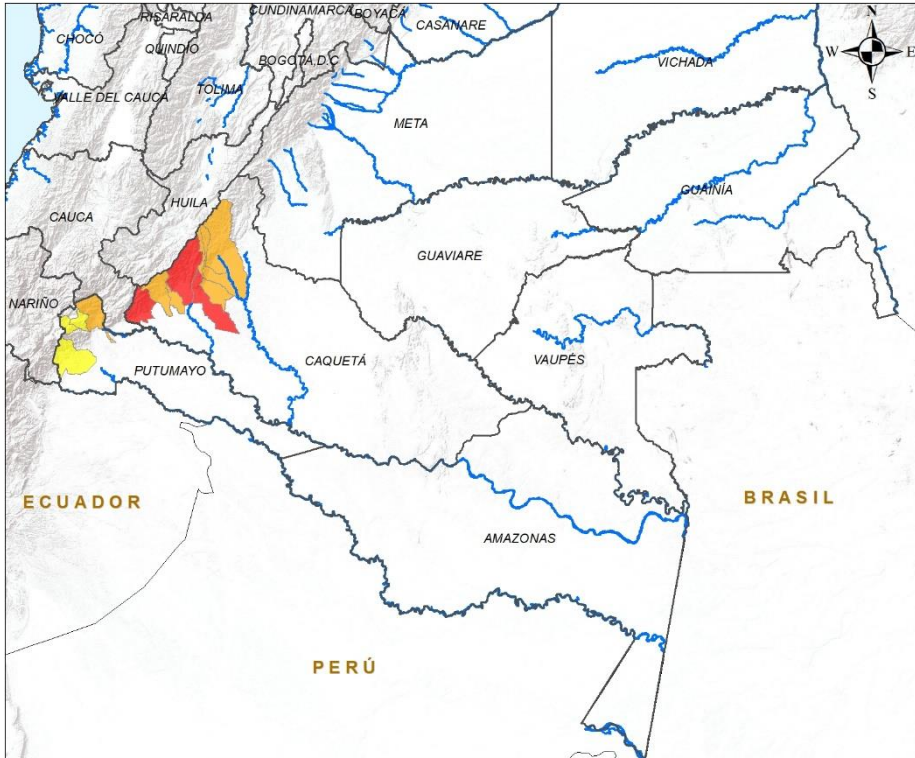 RISARALDA
CUNDINAMARCA
BOYACÁ
CASANARE
N
CHOCÓ
QUINDÍO
W
E
VICHADA
BOGOTÁ D.C
S
VALLE DEL CAUCA
TOLIMA
META
GUAINÍA
HUILA
CAUCA
GUAVIARE
NARIÑO
VAUPÉS
CAQUETÁ
PUTUMAYO
ECUADOR
BRASIL
AMAZONAS
PERÚ